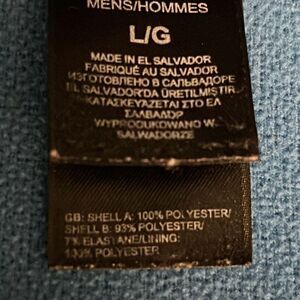 MENS/HOMMES
L/G
MADE IN EL SALVADOR
FABRIQUÉ AU SALVADOR
ИЗГОТОВЛЕНО В САЛЬВАДОРЕ
EL SALVADOR'DA ÜRETILMIŞTIR
ΚΑΤΑΣΚΕΥΑΖΕΤΑΙ ΣΤΟ ΕΛ
ΣΑΛΒΑΔΟΡ
WYPRODUKOWANO W
SALWADORZE
GB: SHELL A: 100% POLYESTER/
SHELL B: 93% POLYESTER/
7% ELASTANE/LINING:
100% POLYESTER